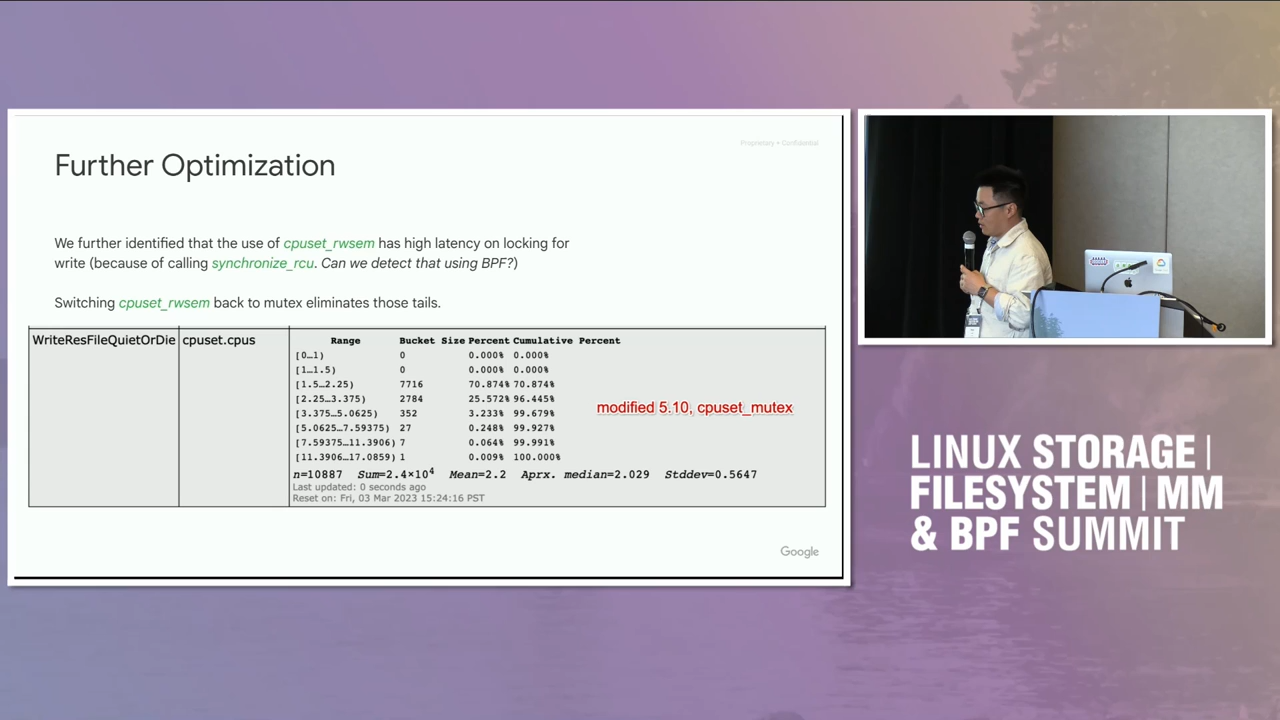 Proprietary + Confidential
Further Optimization
We further identified that the use of cpuset_rwsem has high latency on locking for
write (because of calling synchronize_rcu. Can we detect that using BPF?)
Switching cpuset_rwsem back to mutex eliminates those tails.
WriteResFileQuietOrDie cpuset.cpus
Range Bucket Size Percent Cumulative Percent
[0…1) 0 0.000% 0.000%
[1…1.5) 0 0.000% 0.000%
[1.5…2.25) 7716 70.874% 70.874%
[2.25…3.375) 2784 25.572% 96.445%
[3.375…5.0625) 352 3.233% 99.679%
[5.0625…7.59375) 27 0.248% 99.927%
[7.59375…11.3906) 7 0.064% 99.991%
[11.3906…17.0859) 1 0.009% 100.000%
n=10887 Sum=2.4×10⁴ Mean=2.2 Aprx. median=2.029 Stddev=0.5647
Last updated: 0 seconds ago
Reset on: Fri, 03 Mar 2023 15:24:16 PST
modified 5.10, cpuset_mutex
Google
LINUX STORAGE |
FILESYSTEM | MM
& BPF SUMMIT